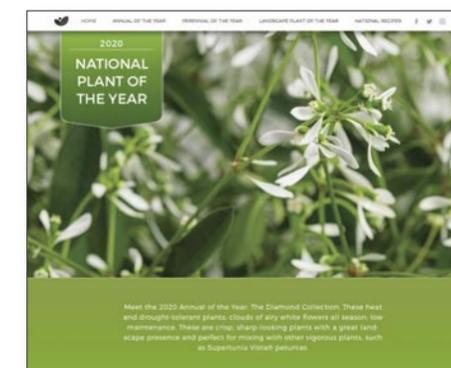 HOME ANNUAL OF THE YEAR PERENNIAL OF THE YEAR LANDSCAPE PLANT OF THE YEAR NATIONAL RECIPES
2020
NATIONAL
PLANT OF
THE YEAR
Meet the 2020 Annual of the Year: The Diamond Collection. These heat
and drought-tolerant plants, clouds of airy white flowers all season, low
maintenance. These are crisp, sharp-looking plants with a great land-
scape presence and perfect for mixing with other vigorous plants, such
as Supertunia Vista® petunias.